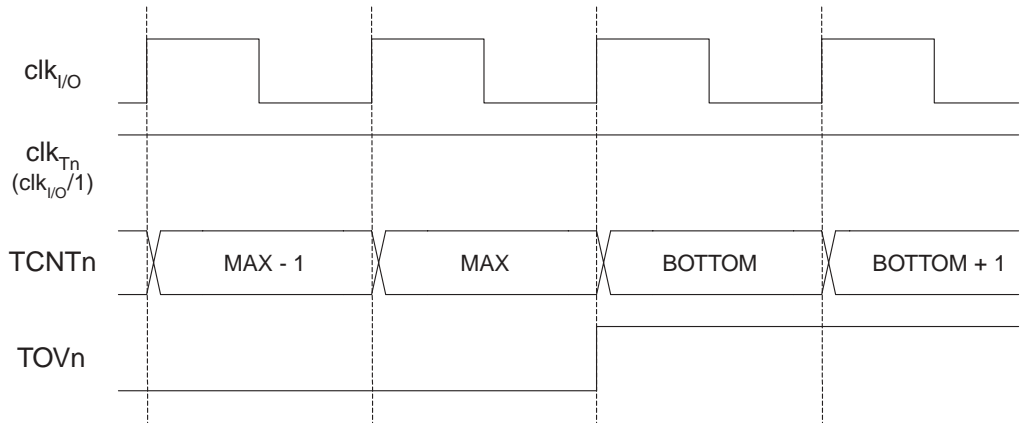 clkI/O
clkTn
(clkI/O/1)
TCNTn MAX - 1 MAX BOTTOM BOTTOM + 1
TOVn